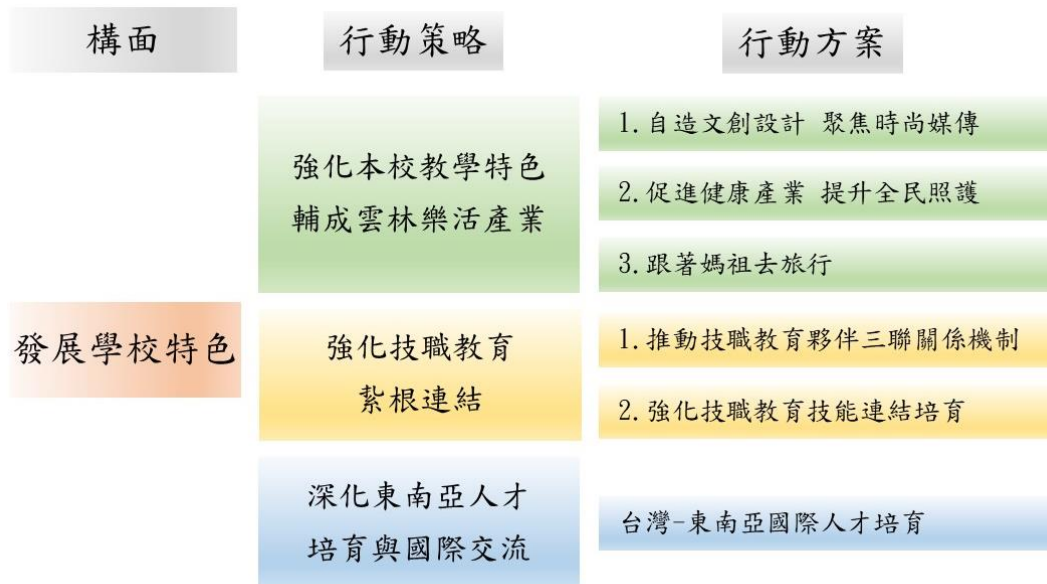 構面
行動策略
行動方案
發展學校特色
強化本校教學特色
輔成雲林樂活產業
1.自造文創設計 聚焦時尚媒傳
2.促進健康產業 提升全民照護
3.跟著媽祖去旅行
強化技職教育
紮根連結
1.推動技職教育夥伴三聯關係機制
2.強化技職教育技能連結培育
深化東南亞人才
培育與國際交流
台灣-東南亞國際人才培育